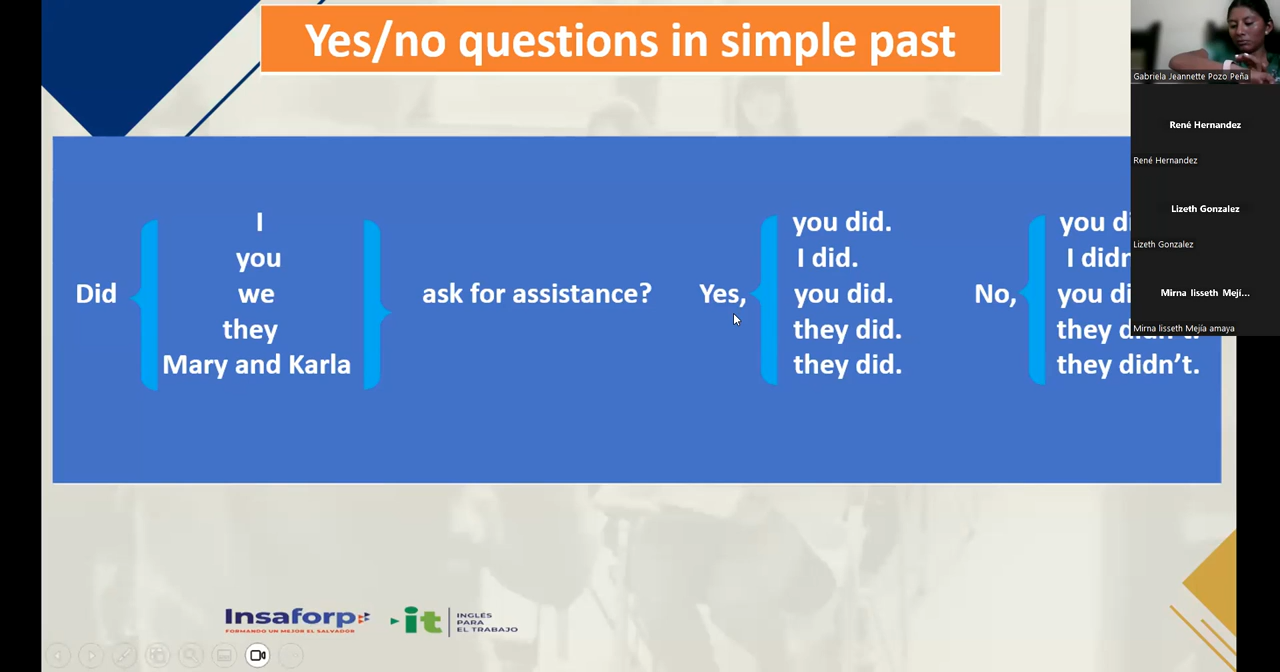 Yes/no questions in simple past
Gabriela Jeannette Pozo Peña
René Hernandez
René Hernandez
Lizeth Gonzalez
Lizeth Gonzalez
Mirna lisseth Mejí...
Mirna lisseth Mejía amaya
Did
I
you
we
they
Mary and Karla
ask for assistance?
Yes,
you did.
I did.
you did.
they did.
they did.
No,
you
I
you
they
they didn’t.
Insaforp
FORMANDO UN MEJOR EL SALVADOR
it
INGLÉS
PARA
EL TRABAJO